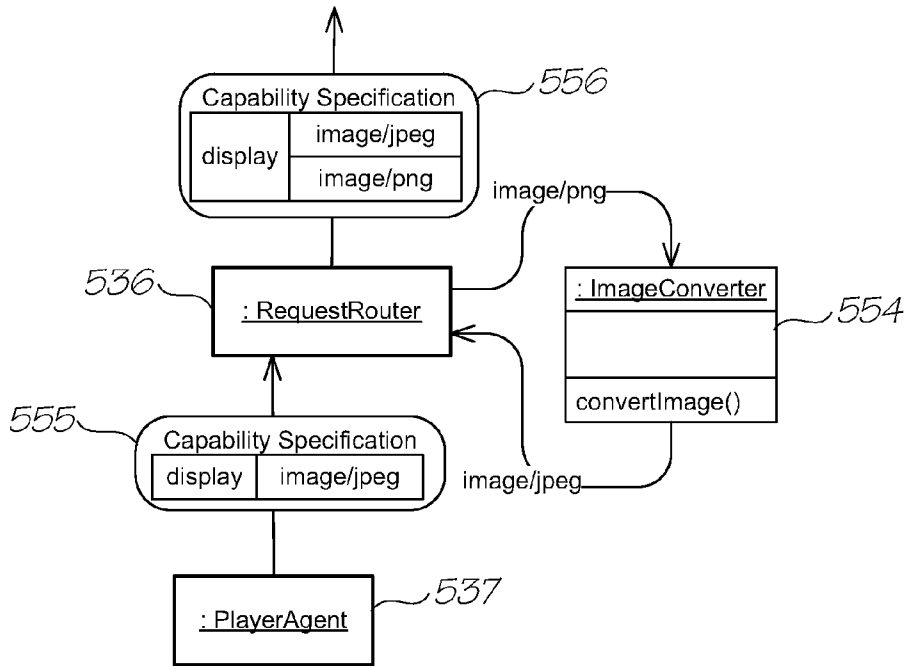 Capability Specification
556
display
image/jpeg
image/png
image/png
536
: RequestRouter
: ImageConverter
554
convertImage()
555
Capability Specification
display
image/jpeg
image/jpeg
: PlayerAgent
537